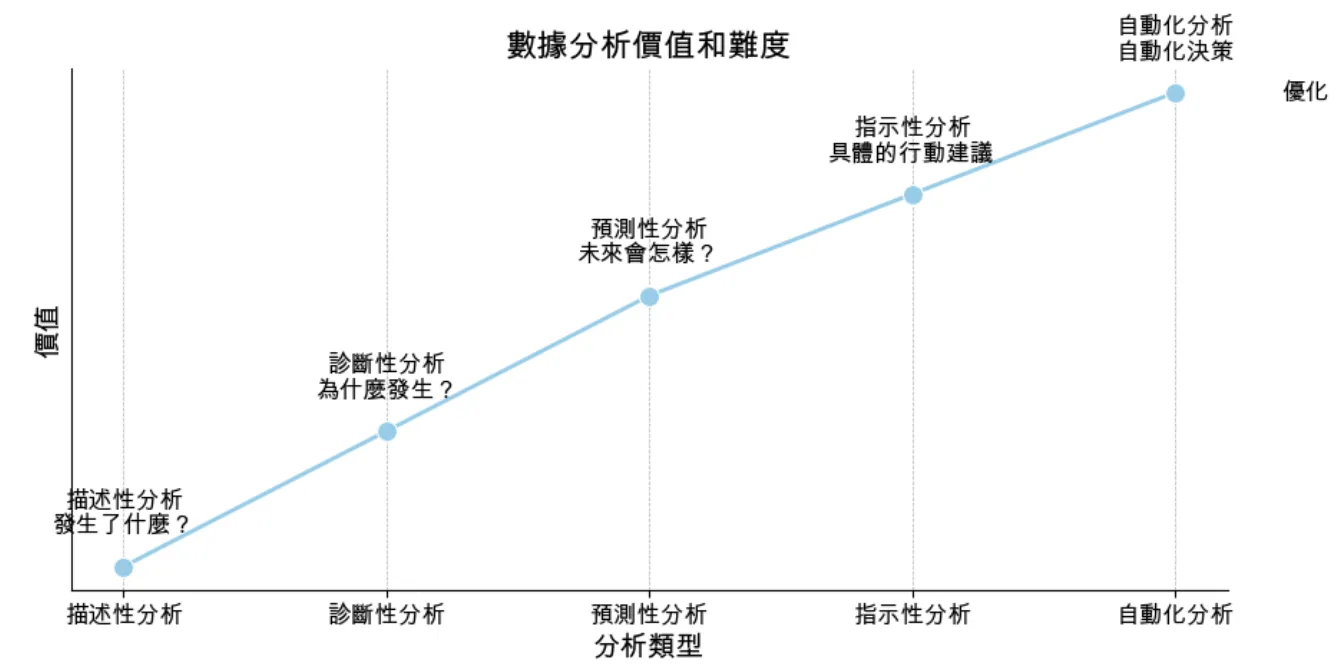 數據分析價值和難度
自動化分析
自動化決策
優化
指示性分析
具體的行動建議
預測性分析
未來會怎樣？
診斷性分析
為什麼發生？
描述性分析
發生了什麼？
價值
描述性分析
診斷性分析
預測性分析
指示性分析
自動化分析
分析類型